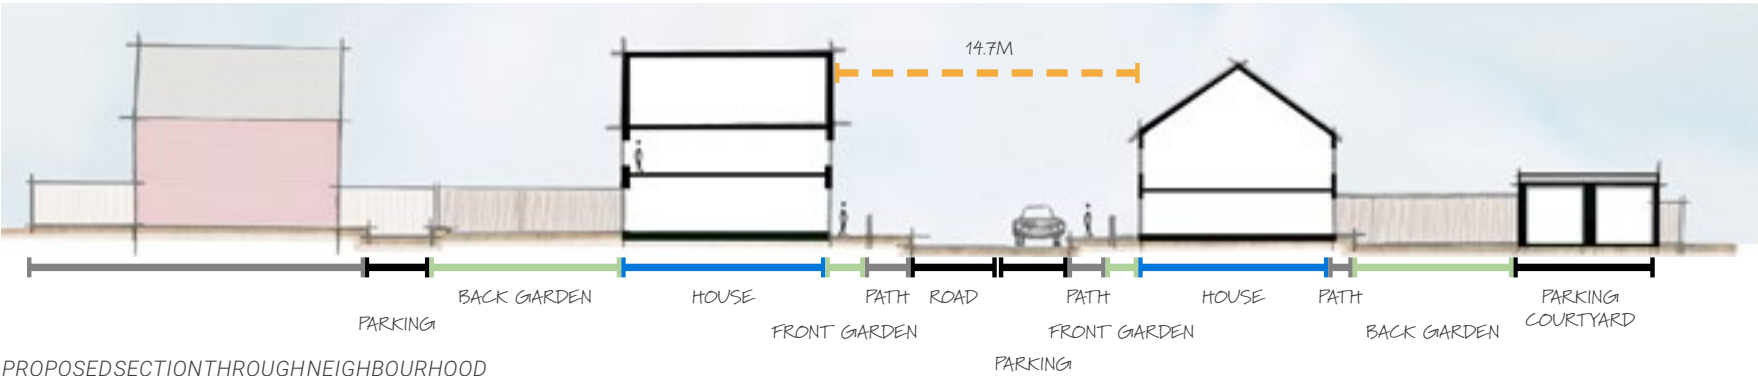 14.7M
BACK GARDEN
HOUSE
PATH
ROAD
PATH
HOUSE
PATH
PARKING
COURTYARD
PARKING
FRONT GARDEN
FRONT GARDEN
BACK GARDEN
PARKING
PROPOSEDSECTIONTHROUGHNEIGHBOURHOOD